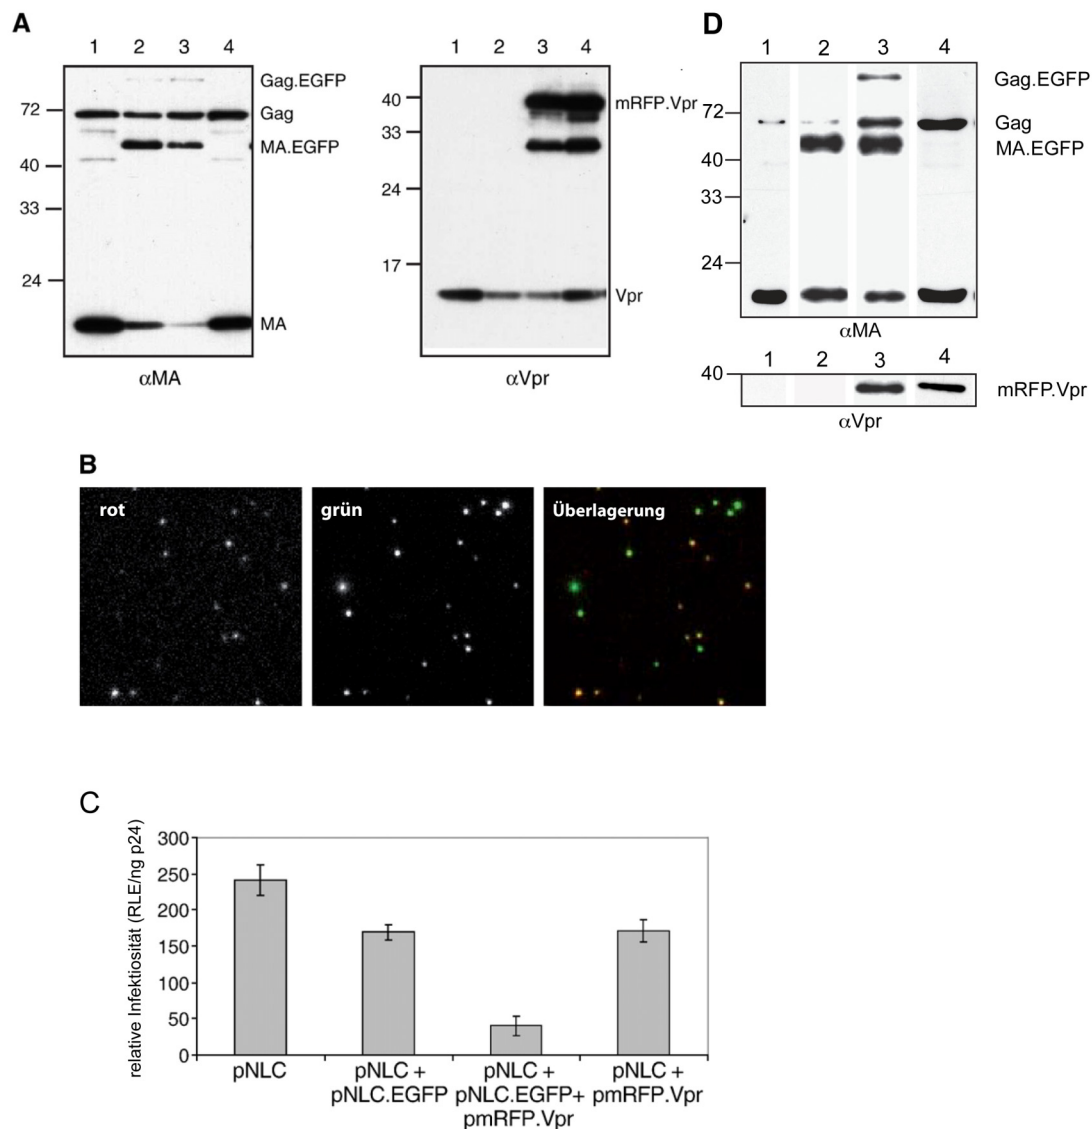 A
1 2 3 4
72
40
33
24
Gag.EGFP
Gag
MA.EGFP
MA
αMA
1 2 3 4
40
33
24
17
mRFP.Vpr
Vpr
αVpr
D
1 2 3 4
72
40
33
24
Gag.EGFP
Gag
MA.EGFP
αMA
1 2 3 4
40
mRFP.Vpr
αVpr
B
rot
grün
Überlagerung
C
relative Infektiosität (RLE/ng p24)
300
250
200
150
100
50
0
pNLC
pNLC +
pNLC.EGFP
pNLC +
pNLC.EGFP+
pmRFP.Vpr
pNLC +
pmRFP.Vpr